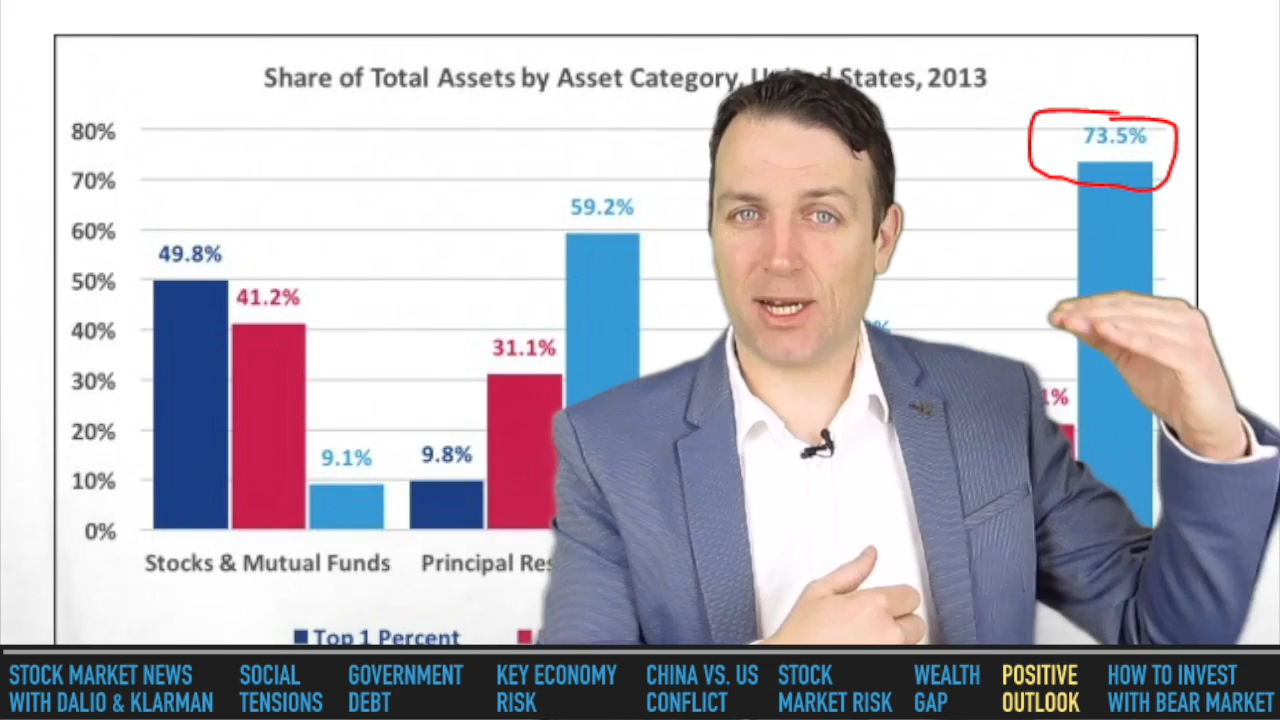 Share of Total Assets by Asset Category, United States, 2013
80%
73.5%
70%
59.2%
60%
49.8%
50%
41.2%
40%
31.1%
30%
20%
9.1%
9.8%
10%
0%
Stocks & Mutual Funds
Principal Res
Top 1 Percent
STOCK MARKET NEWS
WITH DALIO & KLARMAN
SOCIAL
TENSIONS
GOVERNMENT
DEBT
KEY ECONOMY
RISK
CHINA VS. US
CONFLICT
STOCK
MARKET RISK
WEALTH
GAP
POSITIVE
OUTLOOK
HOW TO INVEST
WITH BEAR MARKET